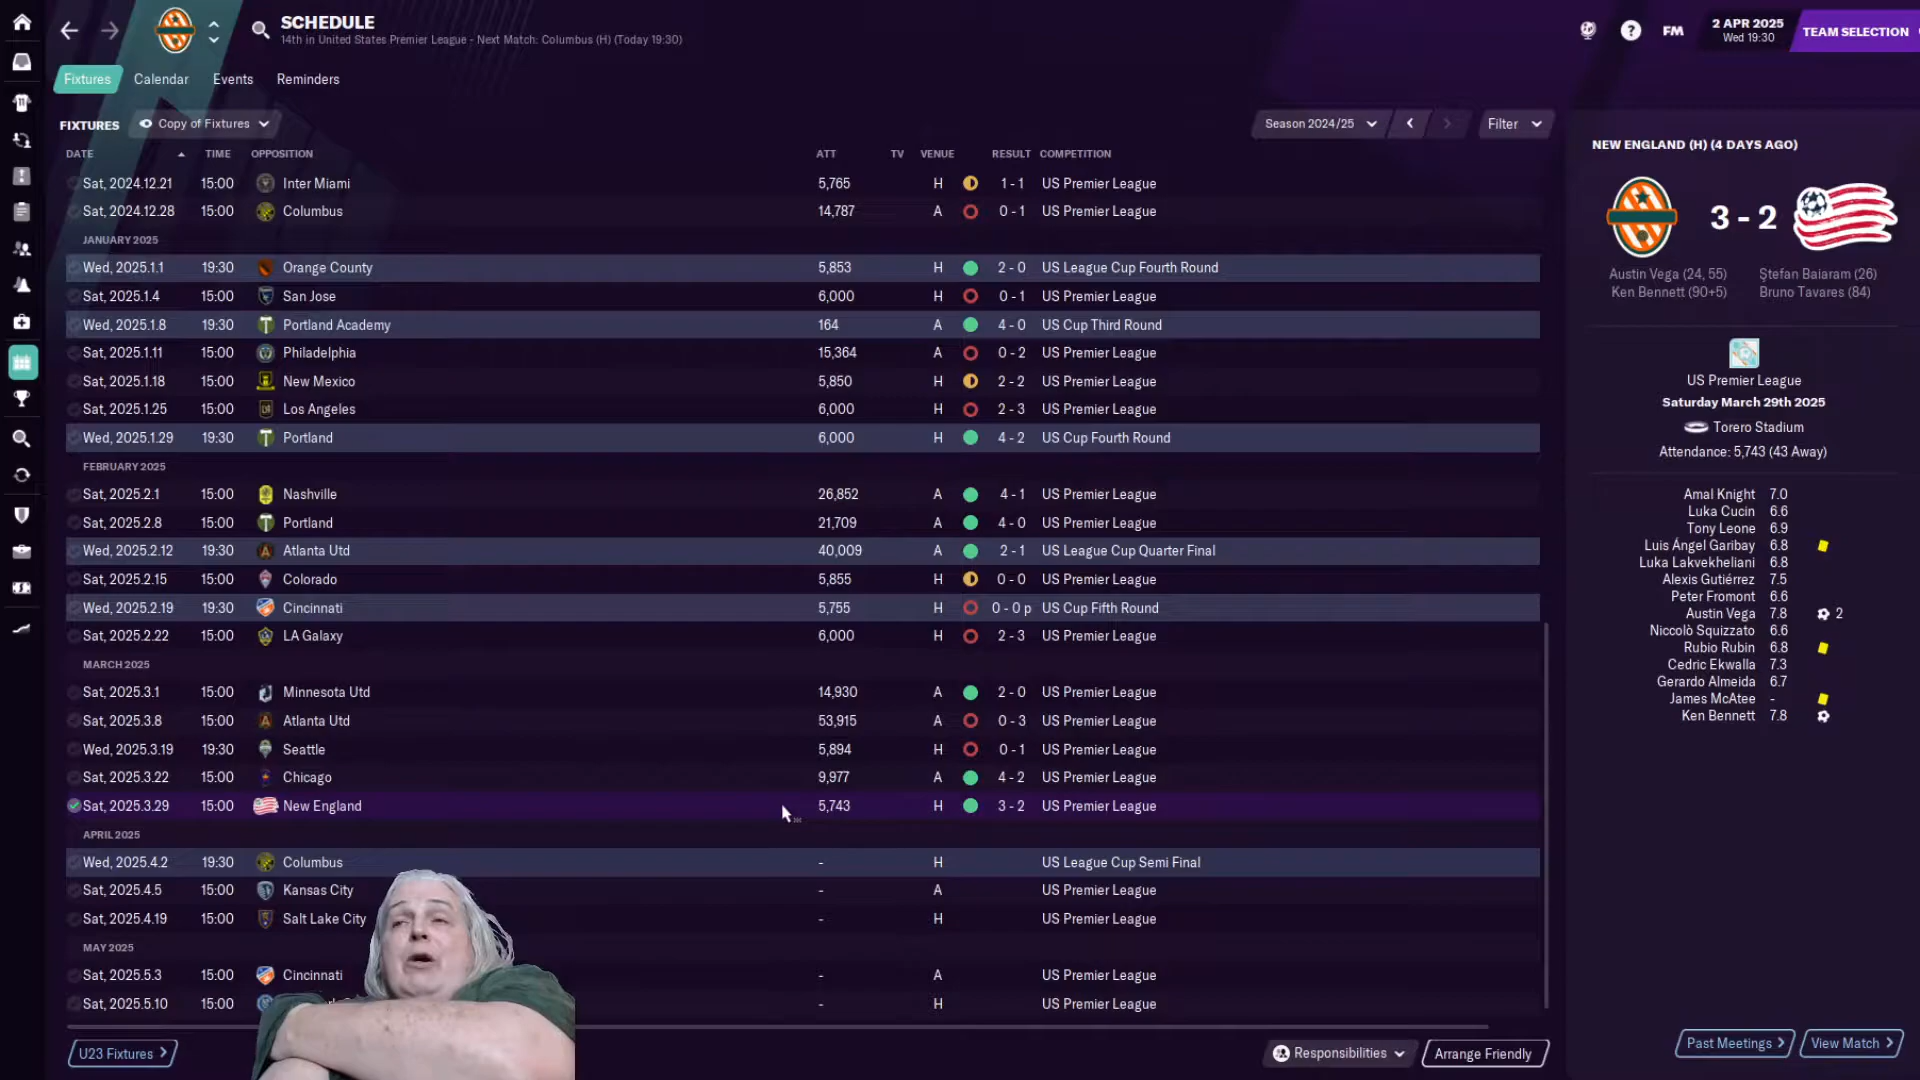 SCHEDULE
14th in United States Premier League - Next Match: Columbus (H) (Today 19:30)
FM
2 APR 2025
Wed 19:30
TEAM SELECTION
Fixtures
Calendar
Events
Reminders
FIXTURES
Copy of Fixtures
Season 2024/25
Filter
DATE TIME OPPOSITION ATT TV VENUE RESULT COMPETITION
Sat, 2024.12.21 15:00 Inter Miami 5,765 H 1 - 1 US Premier League
Sat, 2024.12.28 15:00 Columbus 14,787 A 0 - 1 US Premier League
JANUARY 2025
Wed, 2025.1.1 19:30 Orange County 5,853 H 2 - 0 US League Cup Fourth Round
Sat, 2025.1.4 15:00 San Jose 6,000 H 0 - 1 US Premier League
Wed, 2025.1.8 19:30 Portland Academy 164 A 4 - 0 US Cup Third Round
Sat, 2025.1.11 15:00 Philadelphia 15,364 A 0 - 2 US Premier League
Sat, 2025.1.18 15:00 New Mexico 5,850 H 2 - 2 US Premier League
Sat, 2025.1.25 15:00 Los Angeles 6,000 H 2 - 3 US Premier League
Wed, 2025.1.29 19:30 Portland 6,000 H 4 - 2 US Cup Fourth Round
FEBRUARY 2025
Sat, 2025.2.1 15:00 Nashville 26,852 A 4 - 1 US Premier League
Sat, 2025.2.8 15:00 Portland 21,709 A 4 - 0 US Premier League
Wed, 2025.2.12 19:30 Atlanta Utd 40,009 A 2 - 1 US League Cup Quarter Final
Sat, 2025.2.15 15:00 Colorado 5,855 H 0 - 0 US Premier League
Wed, 2025.2.19 19:30 Cincinnati 5,755 H 0 - 0 p US Cup Fifth Round
Sat, 2025.2.22 15:00 LA Galaxy 6,000 H 2 - 3 US Premier League
MARCH 2025
Sat, 2025.3.1 15:00 Minnesota Utd 14,930 A 2 - 0 US Premier League
Sat, 2025.3.8 15:00 Atlanta Utd 53,915 A 0 - 3 US Premier League
Wed, 2025.3.19 19:30 Seattle 5,894 H 0 - 1 US Premier League
Sat, 2025.3.22 15:00 Chicago 9,977 A 4 - 2 US Premier League
Sat, 2025.3.29 15:00 New England 5,743 H 3 - 2 US Premier League
APRIL 2025
Wed, 2025.4.2 19:30 Columbus - H US League Cup Semi Final
Sat, 2025.4.5 15:00 Kansas City - A US Premier League
Sat, 2025.4.19 15:00 Salt Lake City - H US Premier League
MAY 2025
Sat, 2025.5.3 15:00 Cincinnati - A US Premier League
Sat, 2025.5.10 15:00 - H US Premier League
U23 Fixtures
Responsibilities
Arrange Friendly
NEW ENGLAND (H) (4 DAYS AGO)
3 - 2
Austin Vega (24, 55)
Ken Bennett (90+5)
Ștefan Baiaram (26)
Bruno Tavares (84)
US Premier League
Saturday March 29th 2025
Torero Stadium
Attendance: 5,743 (43 Away)
Amal Knight 7.0
Luka Cucin 6.6
Tony Leone 6.9
Luis Ángel Garibay 6.8
Luka Lakvekheliani 6.8
Alexis Gutiérrez 7.5
Peter Fromont 6.6
Austin Vega 7.8 2
Niccolò Squizzato 6.6
Rubio Rubin 6.8
Cedric Ekwalla 7.3
Gerardo Almeida 6.7
James McAtee -
Ken Bennett 7.8
Past Meetings
View Match